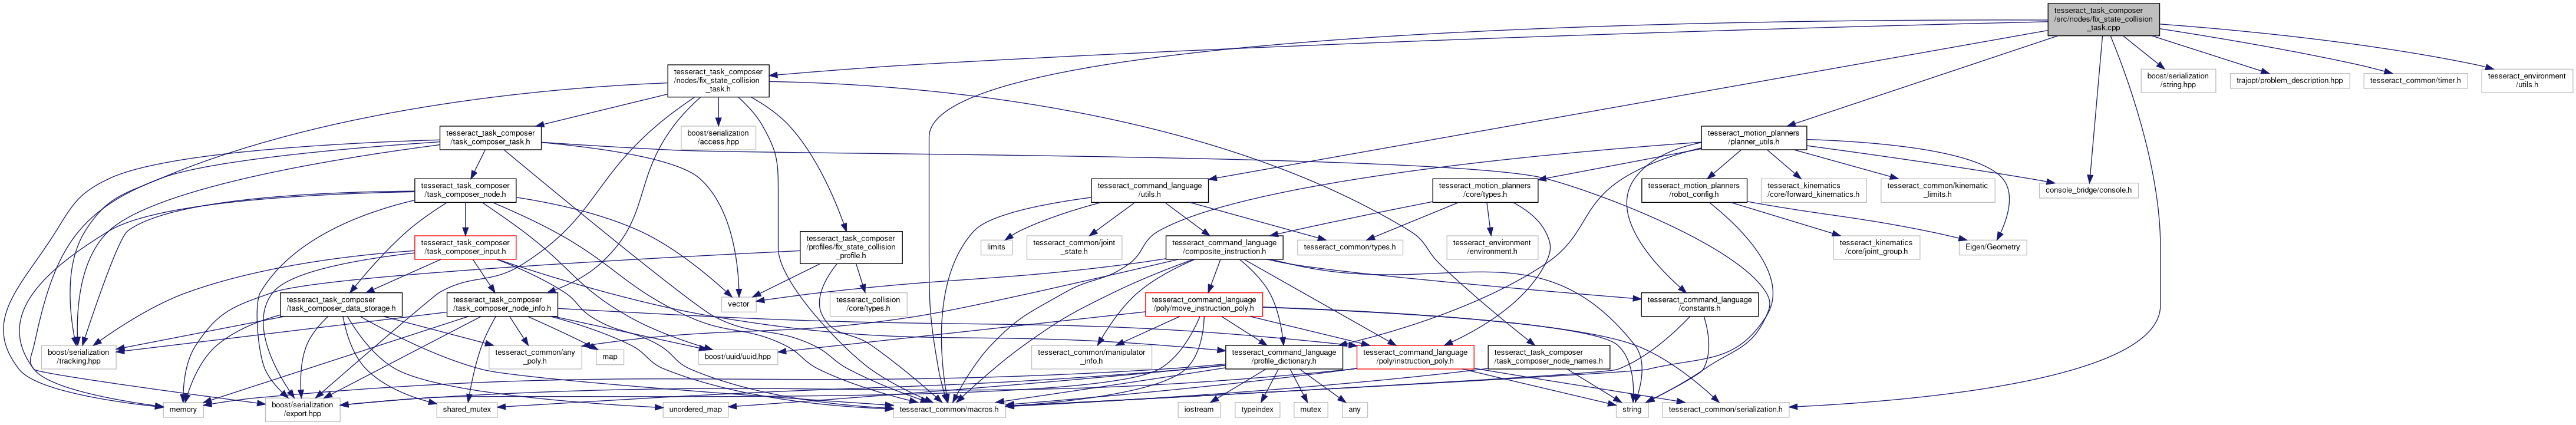 tesseract_task_composer
/src/nodes/fix_state_collision
_task.cpp
tesseract_task_composer
/nodes/fix_state_collision
_task.h
boost/serialization
/string.hpp
trajopt/problem_description.hpp
tesseract_common/timer.h
tesseract_environment
/utils.h
tesseract_task_composer
/task_composer_task.h
boost/serialization
/access.hpp
tesseract_motion_planners
/planner_utils.h
tesseract_task_composer
/task_composer_node.h
tesseract_command_language
/utils.h
tesseract_motion_planners
/core/types.h
tesseract_motion_planners
/robot_config.h
tesseract_kinematics
/core/forward_kinematics.h
tesseract_common/kinematic
_limits.h
console_bridge/console.h
tesseract_task_composer
/task_composer_input.h
tesseract_task_composer
/profiles/fix_state_collision
_profile.h
limits
tesseract_common/joint
_state.h
tesseract_command_language
/composite_instruction.h
tesseract_common/types.h
tesseract_environment
/environment.h
tesseract_kinematics
/core/joint_group.h
Eigen/Geometry
tesseract_task_composer
/task_composer_data_storage.h
tesseract_task_composer
/task_composer_node_info.h
vector
tesseract_collision
/core/types.h
tesseract_command_language
/poly/move_instruction_poly.h
tesseract_command_language
/constants.h
boost/serialization
/tracking.hpp
tesseract_common/any
_poly.h
map
boost/uuid/uuid.hpp
tesseract_common/manipulator
_info.h
tesseract_command_language
/profile_dictionary.h
tesseract_command_language
/poly/instruction_poly.h
tesseract_task_composer
/task_composer_node_names.h
memory
boost/serialization
/export.hpp
shared_mutex
unordered_map
tesseract_common/macros.h
iostream
typeindex
mutex
any
string
tesseract_common/serialization.h